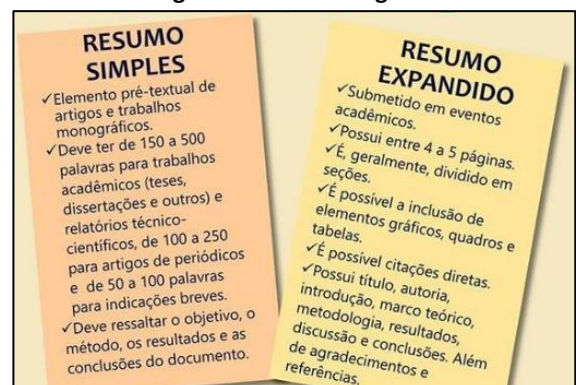 RESUMO
SIMPLES
✓Elemento pré-textual de
artigos e trabalhos
monográficos.
✓Deve ter de 150 a 500
palavras para trabalhos
acadêmicos (teses,
dissertações e outros) e
relatórios técnico-
científicos, de 100 a 250
para artigos de periódicos
e de 50 a 100 palavras
para indicações breves.
✓Deve ressaltar o objetivo, o
método, os resultados e as
conclusões do documento.
RESUMO
EXPANDIDO
✓Submetido em eventos
acadêmicos.
✓Possui entre 4 a 5 páginas.
✓É, geralmente, dividido em
seções.
✓É possível a inclusão de
elementos gráficos, quadros e
tabelas.
✓É possível citações diretas.
✓Possui título, autoria,
introdução, marco teórico,
metodologia, resultados,
discussão e conclusões. Além
de agradecimentos e
referências.